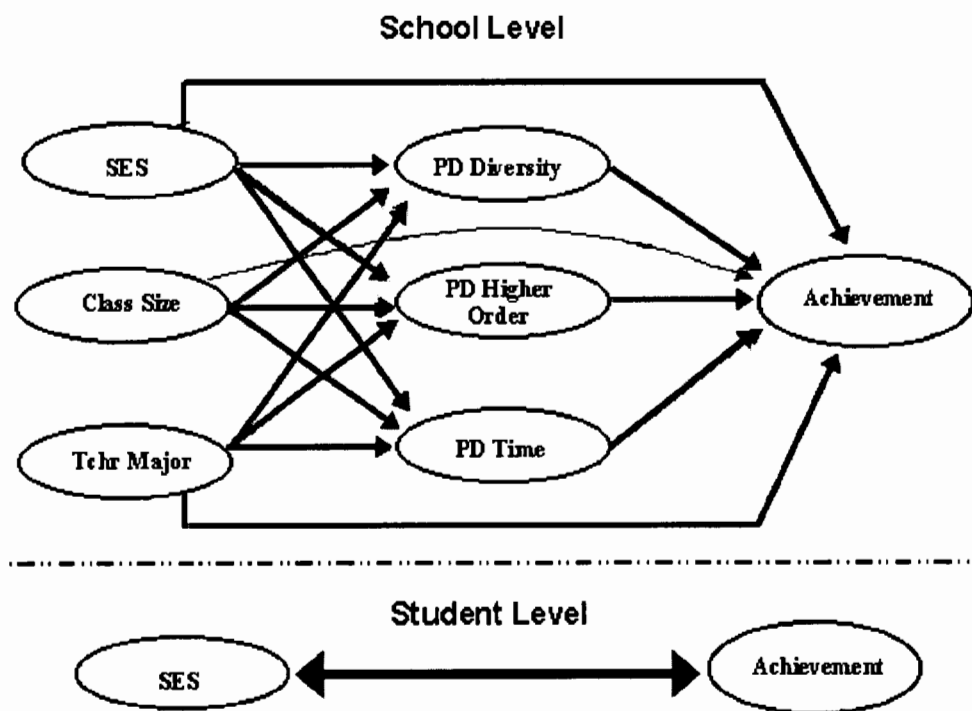 School Level
SES
PD Diversity
Class Size
PD Higher
Order
Achievement
Tchr Major
PD Time
Student Level
SES
Achievement